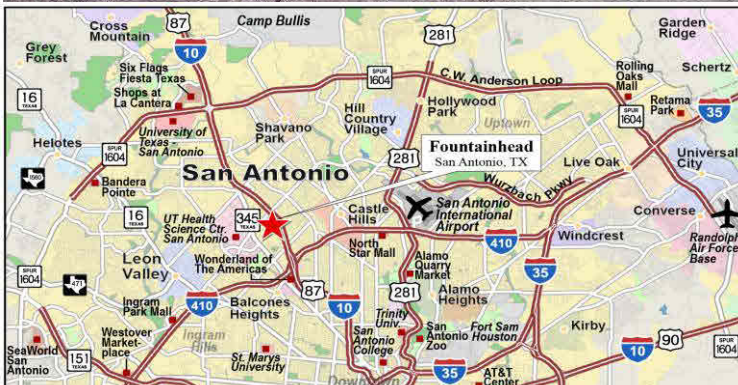 87
Camp Bullis
281
Cross
Mountain
Garden
Ridge
Grey
Forest
10
Six Flags
Fiesta Texas
Shops at
La Cantera
SPUR
1604
C.W. Anderson Loop
Rolling
Oaks
Mall
Schertz
16
TEXAS
Hill
Country
Village
Hollywood
Park
Retama
Park
35
University of
Texas -
San Antonio
Shavano
Park
Uptown
SPUR
1604
Helotes
SPUR
1604
281
Fountainhead
San Antonio, TX
Live Oak
Universal
City
1560
Bandera
Pointe
San Antonio
Wurzbach Pkwy
16
TEXAS
UT Health
Science Ctr.
San Antonio
345
TEXAS
Castle
Hills
San Antonio
International
Airport
Converse
Leon
Valley
Wonderland of
The Americas
North
Star Mall
410
Windcrest
Randolph
Air Force
Base
SPUR
1604
471
Alamo
Quarry
Market
35
Ingram
Park Mall
410
Balcones
Heights
87
10
281
Alamo
Heights
SPUR
1604
Westover
Market-
place
Ingram
Hills
Trinity
Univ.
San
Antonio
College
San
Antonio
Zoo
Fort Sam
Houston
Kirby
90
SeaWorld
San
Antonio
151
TEXAS
St. Marys
University
Downtown
35
AT&T
Center
10